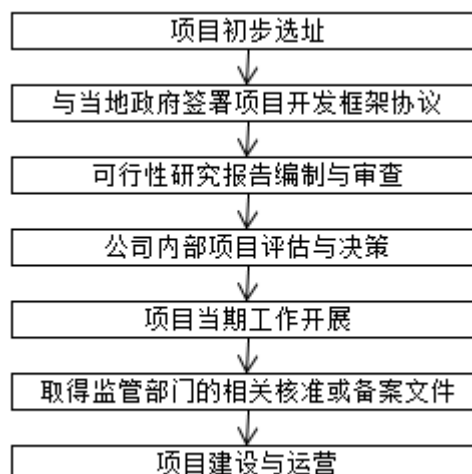 项目初步选址
与当地政府签署项目开发框架协议
可行性研究报告编制与审查
公司内部项目评估与决策
项目当期工作开展
取得监管部门的相关核准或备案文件
项目建设与运营